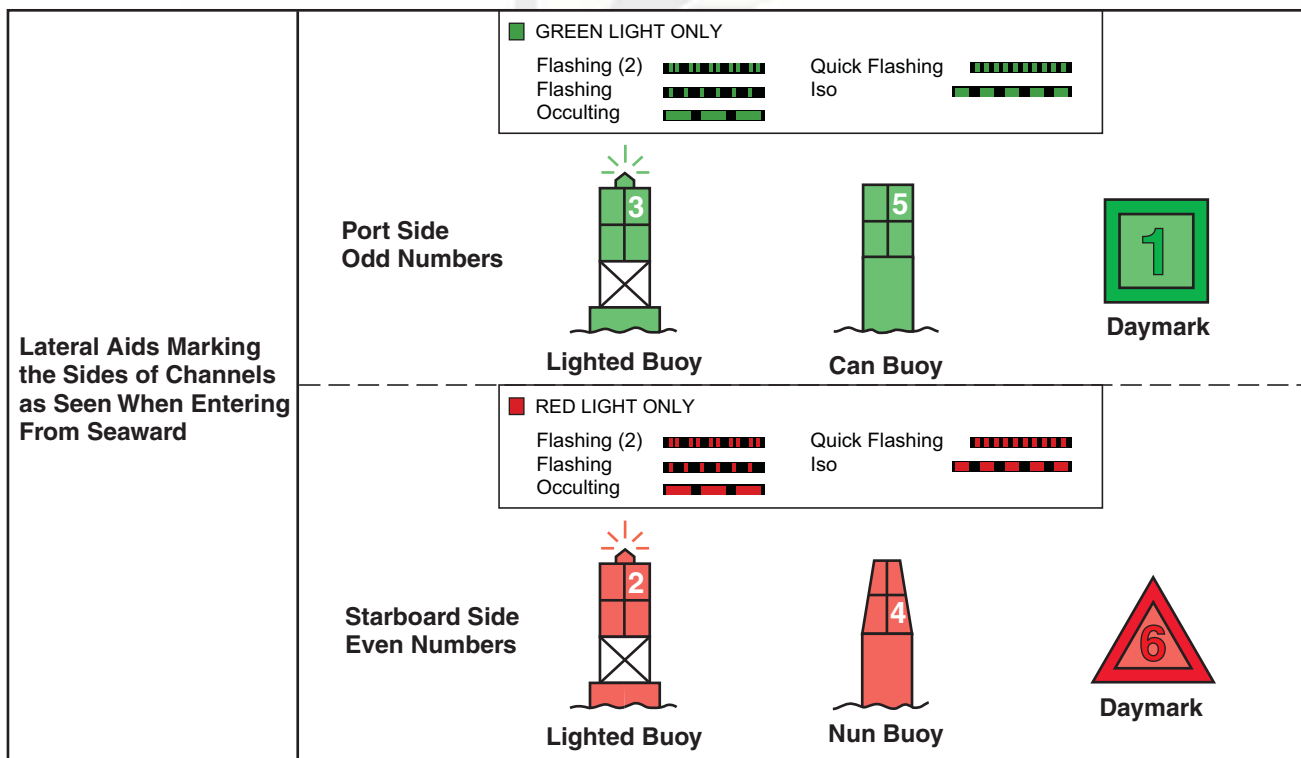 GREEN LIGHT ONLY
Flashing (2)
Quick Flashing
Flashing
Iso
Occulting
3
5
1
Port Side
Odd Numbers
Lighted Buoy
Can Buoy
Daymark
Lateral Aids Marking
the Sides of Channels
as Seen When Entering
From Seaward
RED LIGHT ONLY
Flashing (2)
Quick Flashing
Flashing
Iso
Occulting
2
4
6
Starboard Side
Even Numbers
Lighted Buoy
Nun Buoy
Daymark